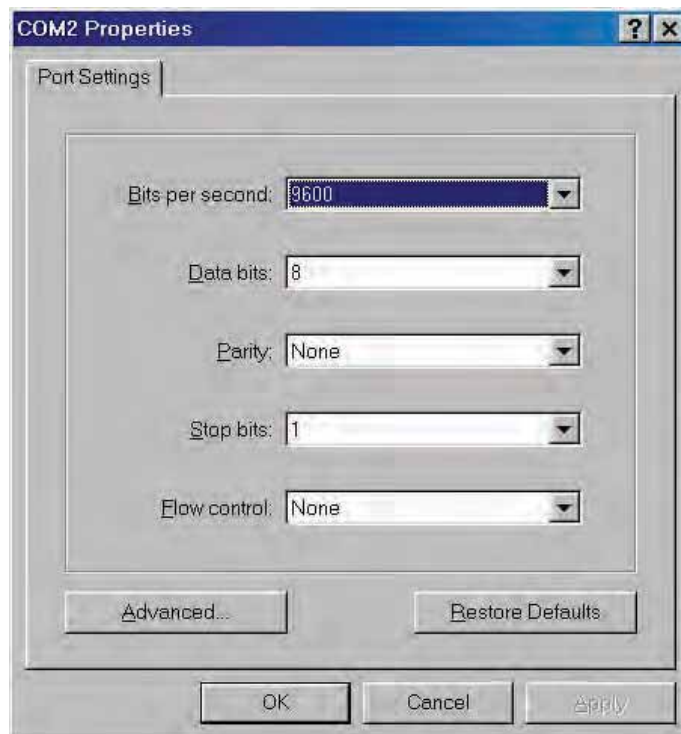 COM2 Properties
Port Settings
Bits per second: 9600
Data bits: 8
Parity: None
Stop bits: 1
Flow control: None
Advanced... Restore Defaults
OK Cancel Apply